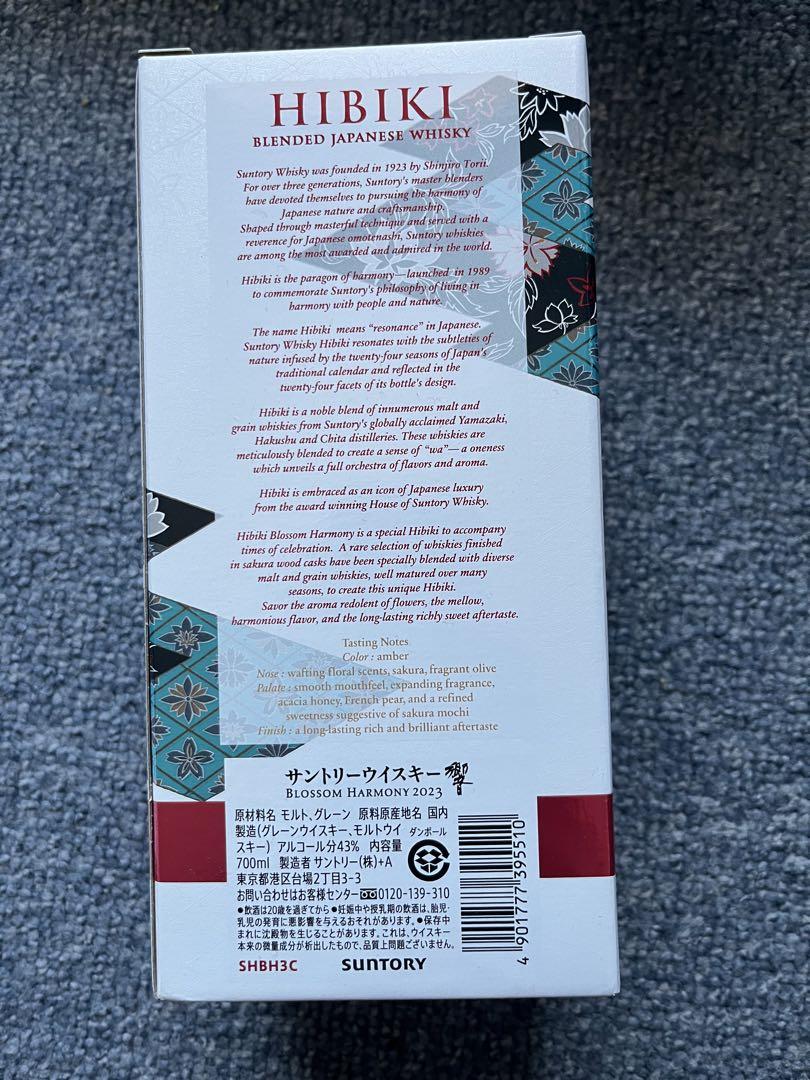 HIBIKI
BLENDED JAPANESE WHISKY
Suntory Whisky was founded in 1923 by Shinjiro Torii.
For over three generations, Suntory's master blenders
have devoted themselves to pursuing the harmony of
Japanese nature and craftsmanship.
Shaped through masterful technique and served with a
reverence for Japanese omotenashi, Suntory whiskies
are among the most awarded and admired in the world.
Hibiki is the paragon of harmony—launched in 1989
to commemorate Suntory's philosophy of living in
harmony with people and nature.
The name Hibiki means “resonance” in Japanese.
Suntory Whisky Hibiki resonates with the subtleties of
nature infused by the twenty-four seasons of Japan's
traditional calendar and reflected in the
twenty-four facets of its bottle's design.
Hibiki is a noble blend of innumerous malt and
grain whiskies from Suntory's globally acclaimed Yamazaki,
Hakushu and Chita distilleries. These whiskies are
meticulously blended to create a sense of “wa”—a oneness
which unveils a full orchestra of flavors and aroma.
Hibiki is embraced as an icon of Japanese luxury
from the award winning House of Suntory Whisky.
Hibiki Blossom Harmony is a special Hibiki to accompany
times of celebration. A rare selection of whiskies finished
in sakura wood casks have been specially blended with diverse
malt and grain whiskies, well matured over many
seasons, to create this unique Hibiki.
Savor the aroma redolent of flowers, the mellow,
harmonious flavor, and the long-lasting richly sweet aftertaste.
Tasting Notes
Color : amber
Nose : wafting floral scents, sakura, fragrant olive
Palate : smooth mouthfeel, expanding fragrance,
acacia honey, French pear, and a refined
sweetness suggestive of sakura mochi
Finish : a long-lasting rich and brilliant aftertaste
サントリーウイスキー 響
BLOSSOM HARMONY 2023
原材料名 モルト、グレーン 原料原産地名 国内
製造(グレーンウイスキー、モルトウイ
スキー) アルコール分43% 内容量
700ml 製造者 サントリー(株)+A
東京都港区台場2丁目3-3
お問い合わせはお客様センター 0120-139-310
●飲酒は20歳を過ぎてから ●妊娠中や授乳期の飲酒は、胎児・
乳児の発育に悪影響を与えるおそれがあります。●保存中
まれに沈殿物を生じることがあります。これは、ウイスキー
本来の微量成分が析出したもので、品質上問題ございません。
ダンボール
SHBH3C
SUNTORY
4 901777 395510